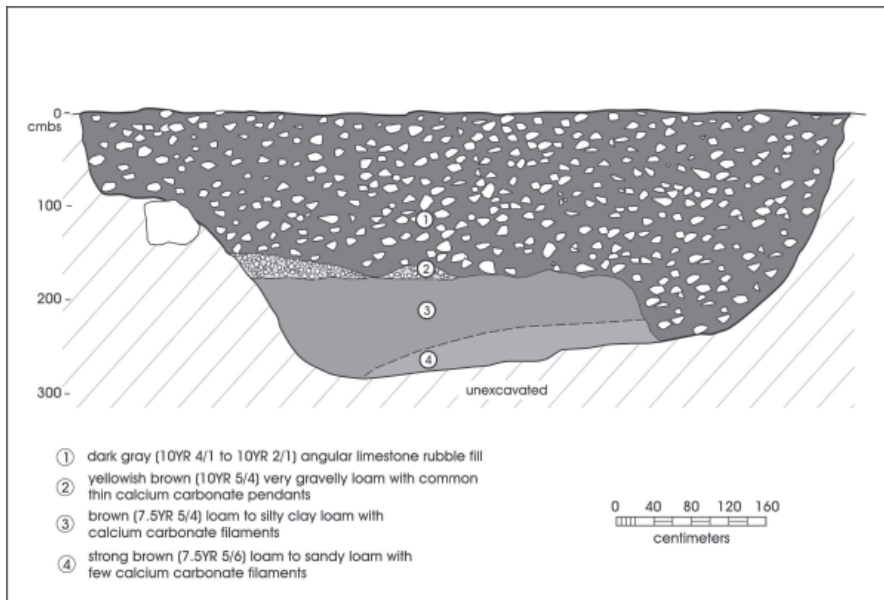 0
cmbs
100
200
300
1
2
3
4
unexcavated
1 dark gray (10YR 4/1 to 10YR 2/1) angular limestone rubble fill
2 yellowish brown (10YR 5/4) very gravelly loam with common
thin calcium carbonate pendants
3 brown (7.5YR 5/4) loam to silty clay loam with
calcium carbonate filaments
4 strong brown (7.5YR 5/6) loam to sandy loam with
few calcium carbonate filaments
0 40 80 120 160
centimeters